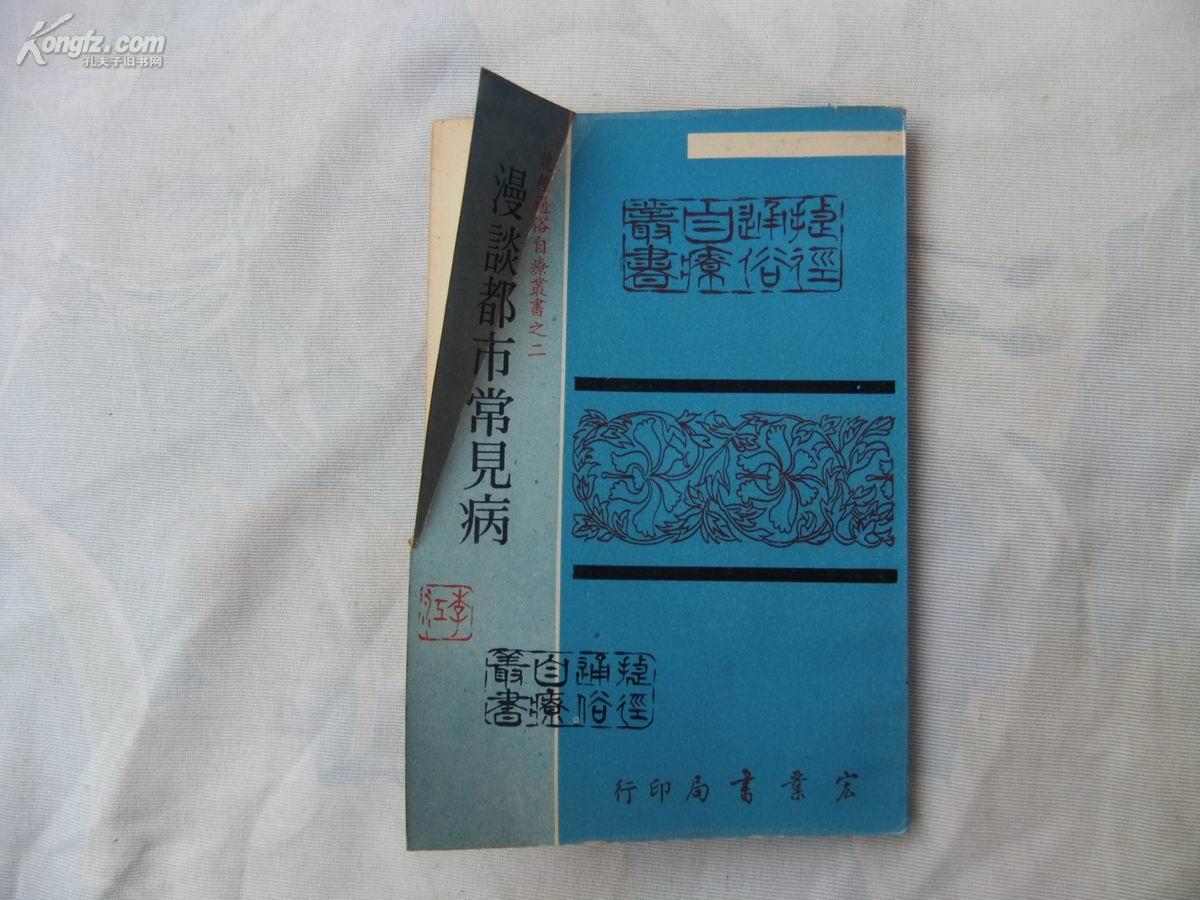 Kongfz.com
孔夫子旧书网
捷徑通俗自療叢書
捷徑通俗自療叢書之二
漫談都市常見病
捷徑通俗自療叢書
宏業書局印行